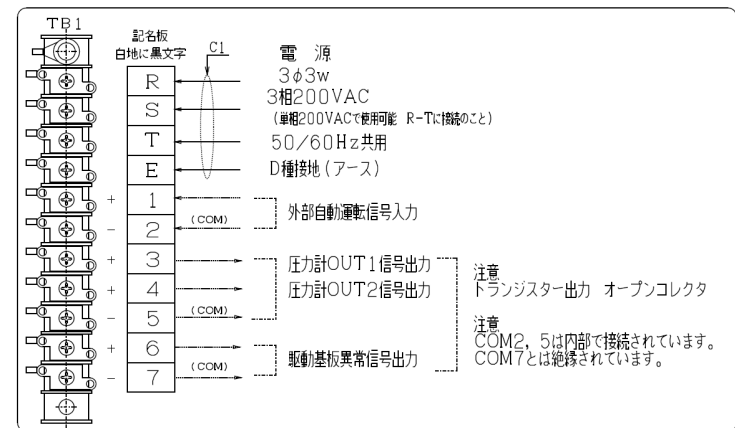 TB1
記名板
白地に黒文字
C1
電 源
3φ3w
3相200VAC
(単相200VACで使用可能 R-Tに接続のこと)
50/60Hz共用
D種接地(アース)
R
S
T
E
+ 1
- 2 (COM)
外部自動運転信号入力
+ 3
+ 4
- 5 (COM)
圧力計OUT1信号出力
圧力計OUT2信号出力
注意
トランジスター出力 オープンコレクタ
注意
COM2, 5は内部で接続されています。
COM7とは絶縁されています。
+ 6
- 7 (COM)
駆動基板異常信号出力